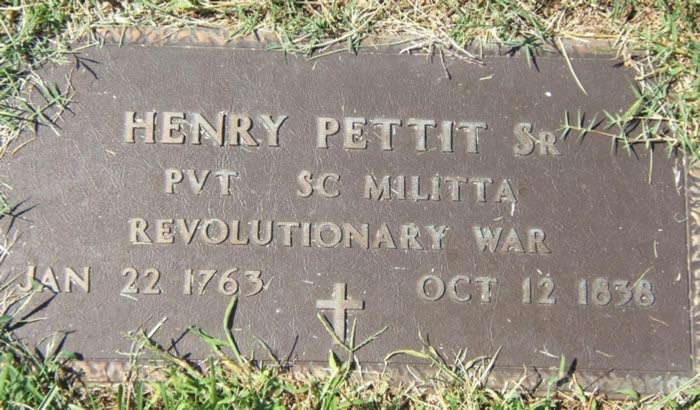 HENRY PETTIT SR
PVT SC MILITTA
REVOLUTIONARY WAR
JAN 22 1763 OCT 12 1838